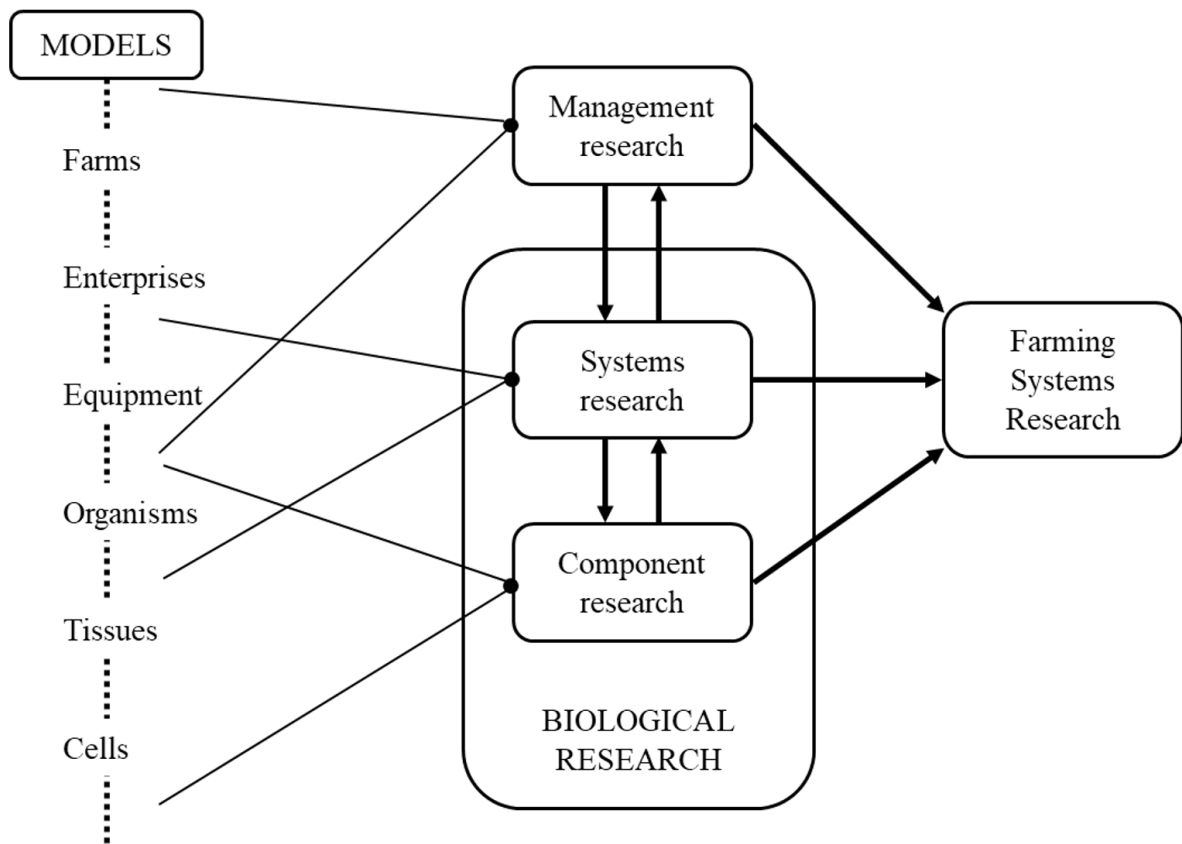 MODELS
Farms
Enterprises
Equipment
Organisms
Tissues
Cells
Management
research
Systems
research
Component
research
BIOLOGICAL
RESEARCH
Farming
Systems
Research